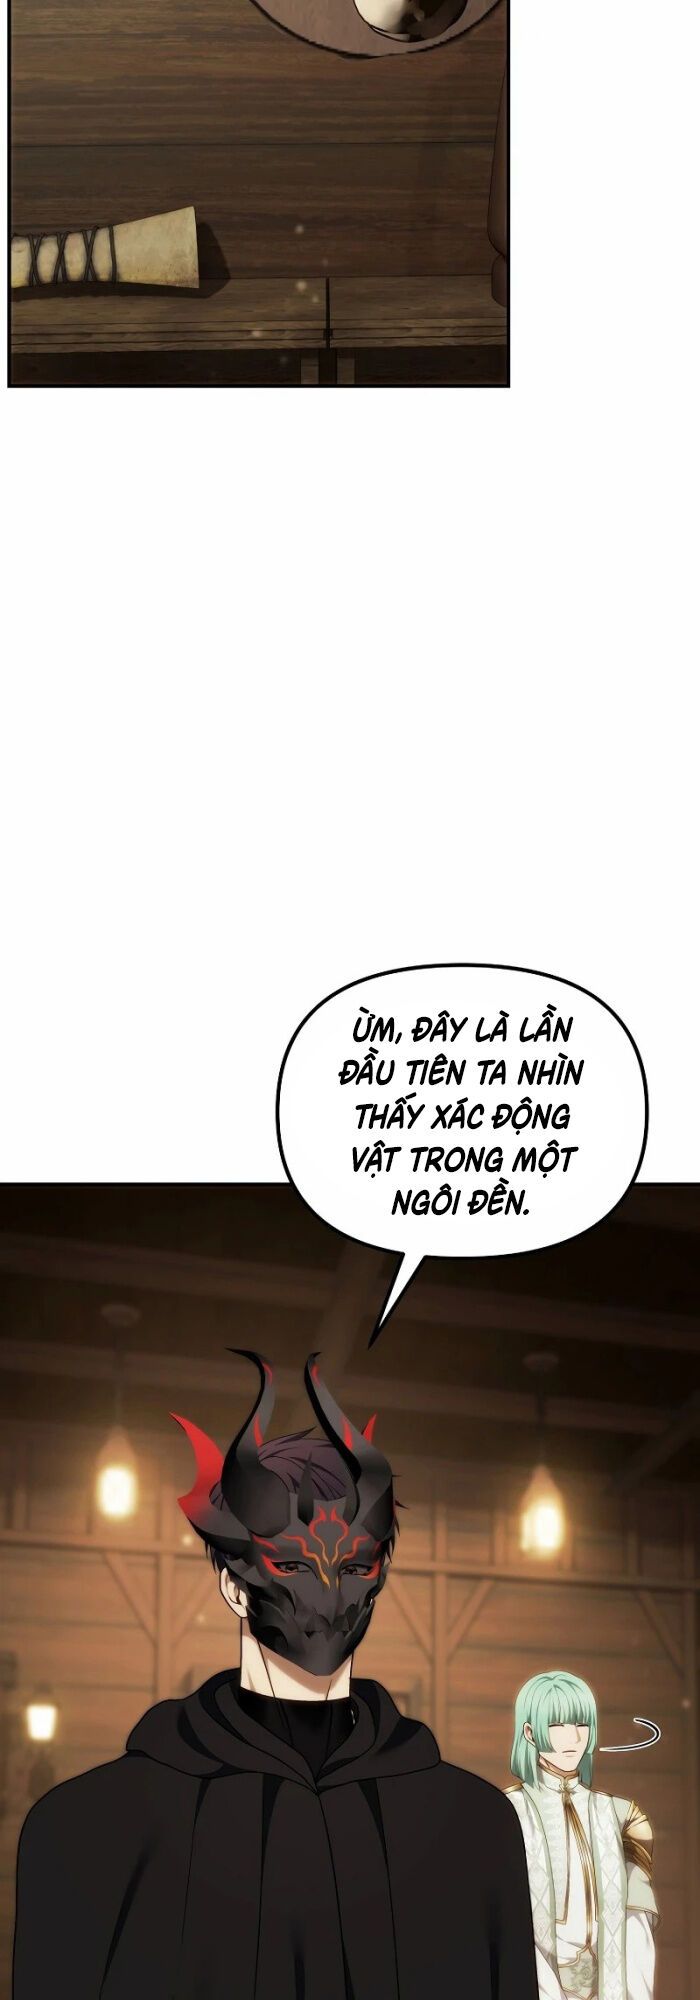 ỪM, ĐÂY LÀ LẦN
ĐẦU TIÊN TA NHÌN
THẤY XÁC ĐỘNG
VẬT TRONG MỘT
NGÔI ĐỀN.